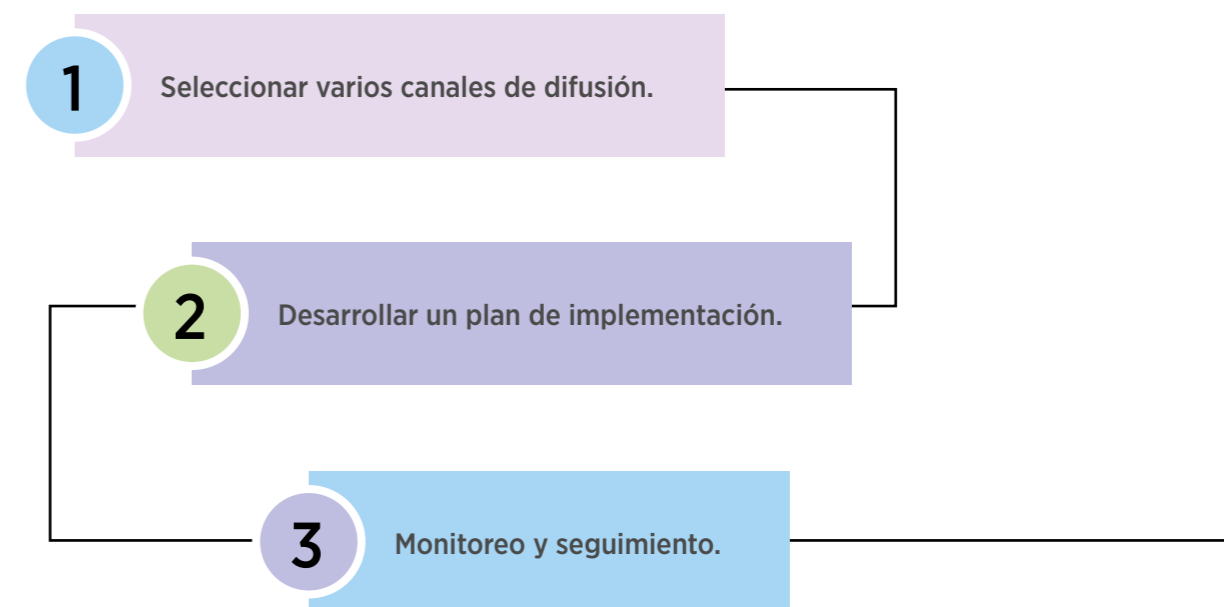 1
Seleccionar varios canales de difusión.
2
Desarrollar un plan de implementación.
3
Monitoreo y seguimiento.